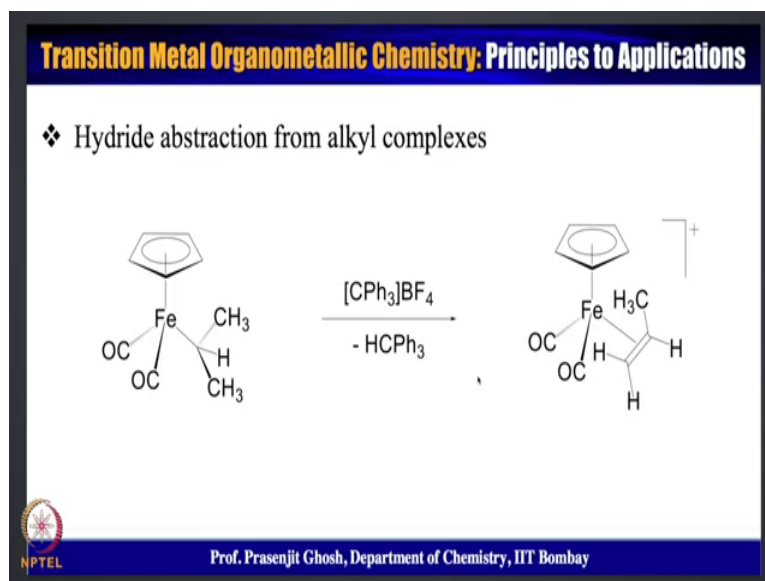 Transition Metal Organometallic Chemistry: Principles to Applications
❖ Hydride abstraction from alkyl complexes
Fe
CH₃
H
CH₃
OC
OC
[CPh₃]BF₄
- HCPh₃
+
Fe
H₃C
OC
H
H
OC
H
NPTEL
Prof. Prasenjit Ghosh, Department of Chemistry, IIT Bombay